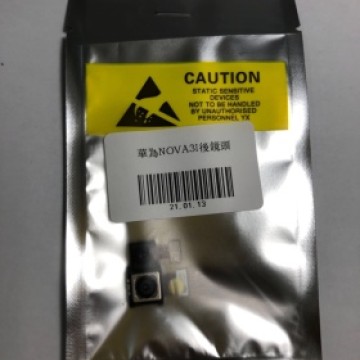 CAUTION
STATIC SENSITIVE
DEVICES
NOT TO BE HANDLED
BY UNAUTHORISED
PERSONNEL YX
華為NOVA3i後鏡頭
21.01.13